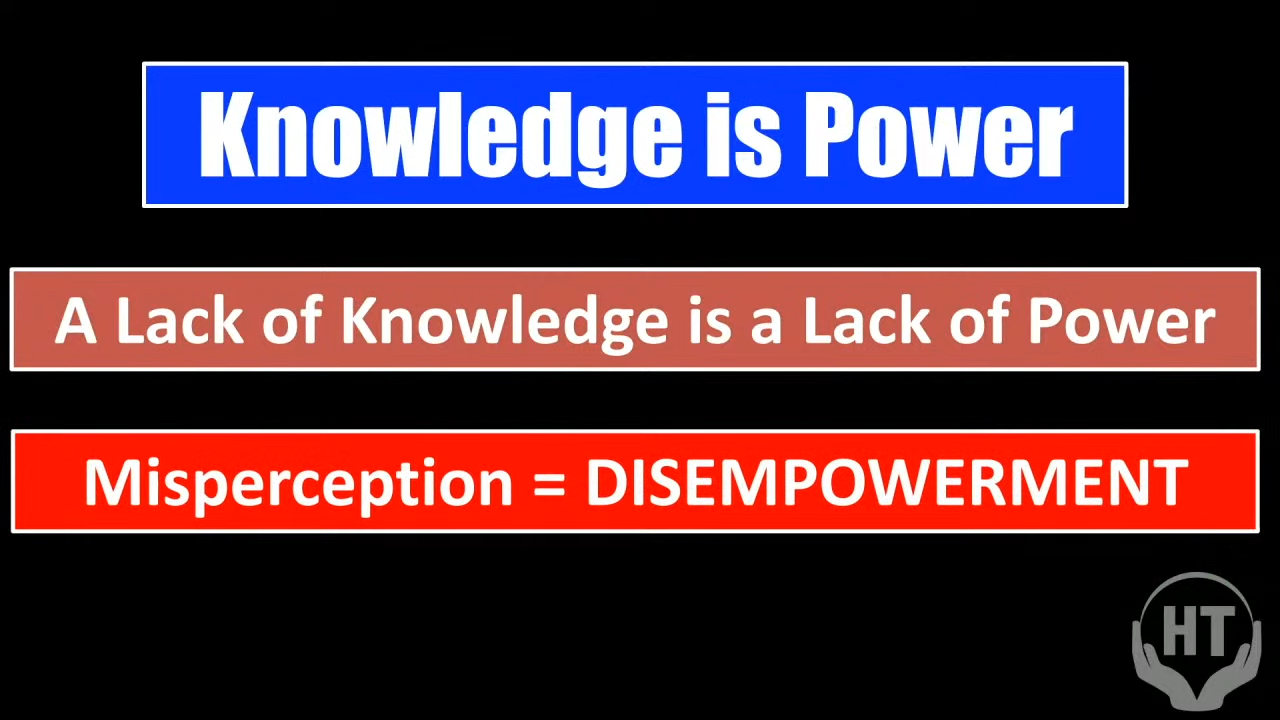 Knowledge is Power
A Lack of Knowledge is a Lack of Power
Misperception = DISEMPOWERMENT
HT